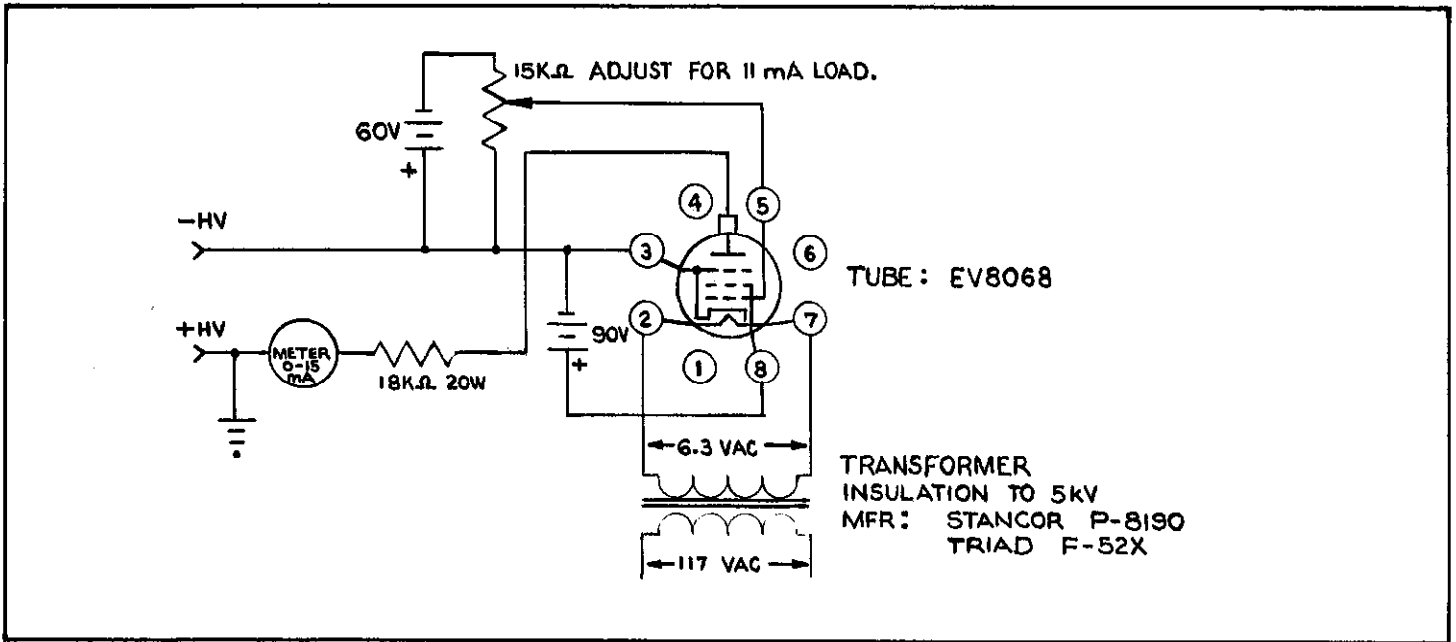 15KΩ ADJUST FOR 11 mA LOAD.
60V
+
-HV
4
5
3
6
TUBE: EV8068
+HV
2
7
90V
METER
0-15
mA
+
1
8
18KΩ 20W
6.3 VAC
TRANSFORMER
INSULATION TO 5KV
MFR: STANCOR P-8190
TRIAD F-52X
117 VAC